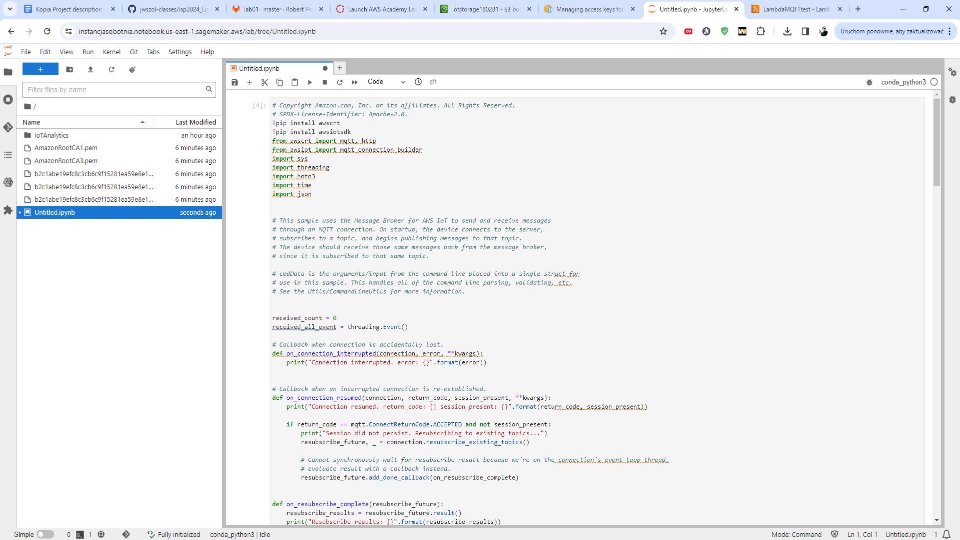 Kopia Project description
jwszol-classes/isp2024_L
lab01 · master · Robert P
Launch AWS Academy Lea
iotstorage180281 - S3 bu
Managing access keys for
Untitled.ipynb - JupyterL
LambdaMQTTtest - Lamb
instancjasobotnia.notebook.us-east-1.sagemaker.aws/lab/tree/Untitled.ipynb
Uruchom ponownie, aby zaktualizować
File Edit View Run Kernel Git Tabs Settings Help
Filter files by name
/
Name Last Modified
IoTAnalytics an hour ago
AmazonRootCA1.pem 6 minutes ago
AmazonRootCA3.pem 6 minutes ago
b2c1abe19efc8c3cb6c9f15281ea59e8e1... 6 minutes ago
b2c1abe19efc8c3cb6c9f15281ea59e8e1... 6 minutes ago
b2c1abe19efc8c3cb6c9f15281ea59e8e1... 6 minutes ago
Untitled.ipynb seconds ago
Untitled.ipynb
Code
conda_python3
[4]:
# Copyright Amazon.com, Inc. or its affiliates. All Rights Reserved.
# SPDX-License-Identifier: Apache-2.0.
!pip install awscrt
!pip install awsiotsdk
from awscrt import mqtt, http
from awsiot import mqtt_connection_builder
import sys
import threading
import boto3
import time
import json
# This sample uses the Message Broker for AWS IoT to send and receive messages
# through an MQTT connection. On startup, the device connects to the server,
# subscribes to a topic, and begins publishing messages to that topic.
# The device should receive those same messages back from the message broker,
# since it is subscribed to that same topic.
# cmdData is the arguments/input from the command line placed into a single struct for
# use in this sample. This handles all of the command line parsing, validating, etc.
# See the Utils/CommandLineUtils for more information.
received_count = 0
received_all_event = threading.Event()
# Callback when connection is accidentally lost.
def on_connection_interrupted(connection, error, **kwargs):
print("Connection interrupted. error: {}".format(error))
# Callback when an interrupted connection is re-established.
def on_connection_resumed(connection, return_code, session_present, **kwargs):
print("Connection resumed. return_code: {} session_present: {}".format(return_code, session_present))
if return_code == mqtt.ConnectReturnCode.ACCEPTED and not session_present:
print("Session did not persist. Resubscribing to existing topics...")
resubscribe_future, _ = connection.resubscribe_existing_topics()
# Cannot synchronously wait for resubscribe result because we're on the connection's event-loop thread,
# evaluate result with a callback instead.
resubscribe_future.add_done_callback(on_resubscribe_complete)
def on_resubscribe_complete(resubscribe_future):
resubscribe_results = resubscribe_future.result()
print("Resubscribe results: {}".format(resubscribe_results))
Simple 0 1 Fully initialized conda_python3 | Idle Mode: Command Ln 1, Col 1 Untitled.ipynb 1